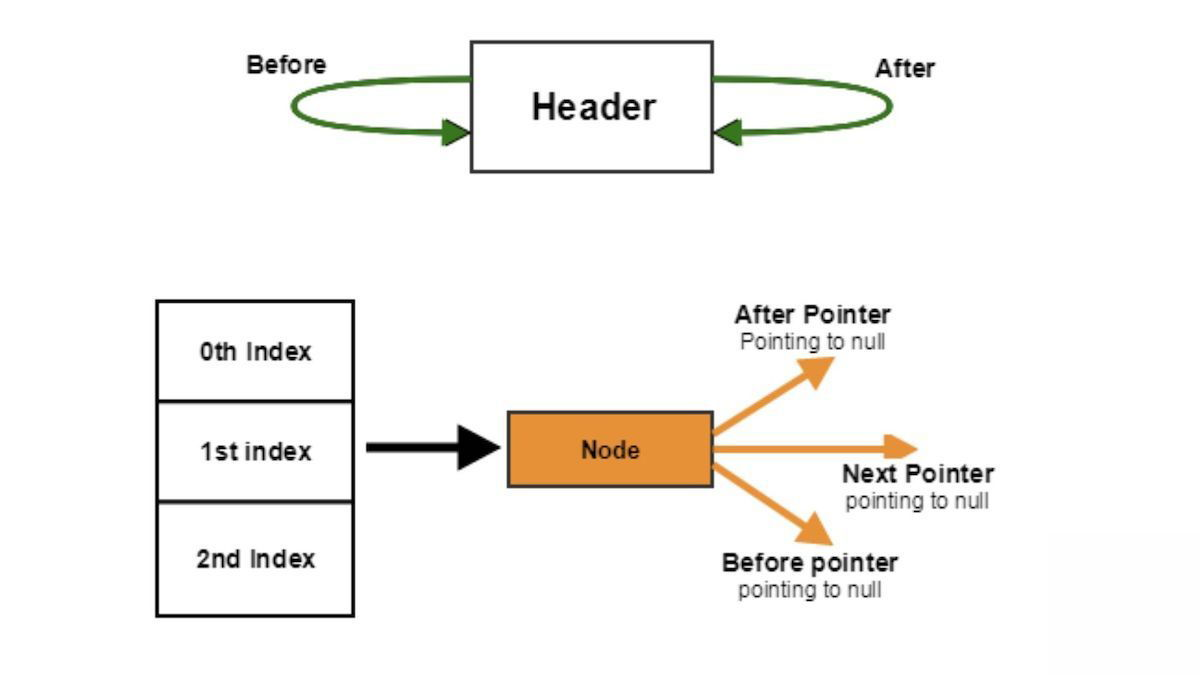 Before
After
Header
0th Index
1st index
2nd Index
Node
After Pointer
Pointing to null
Next Pointer
pointing to null
Before pointer
pointing to null